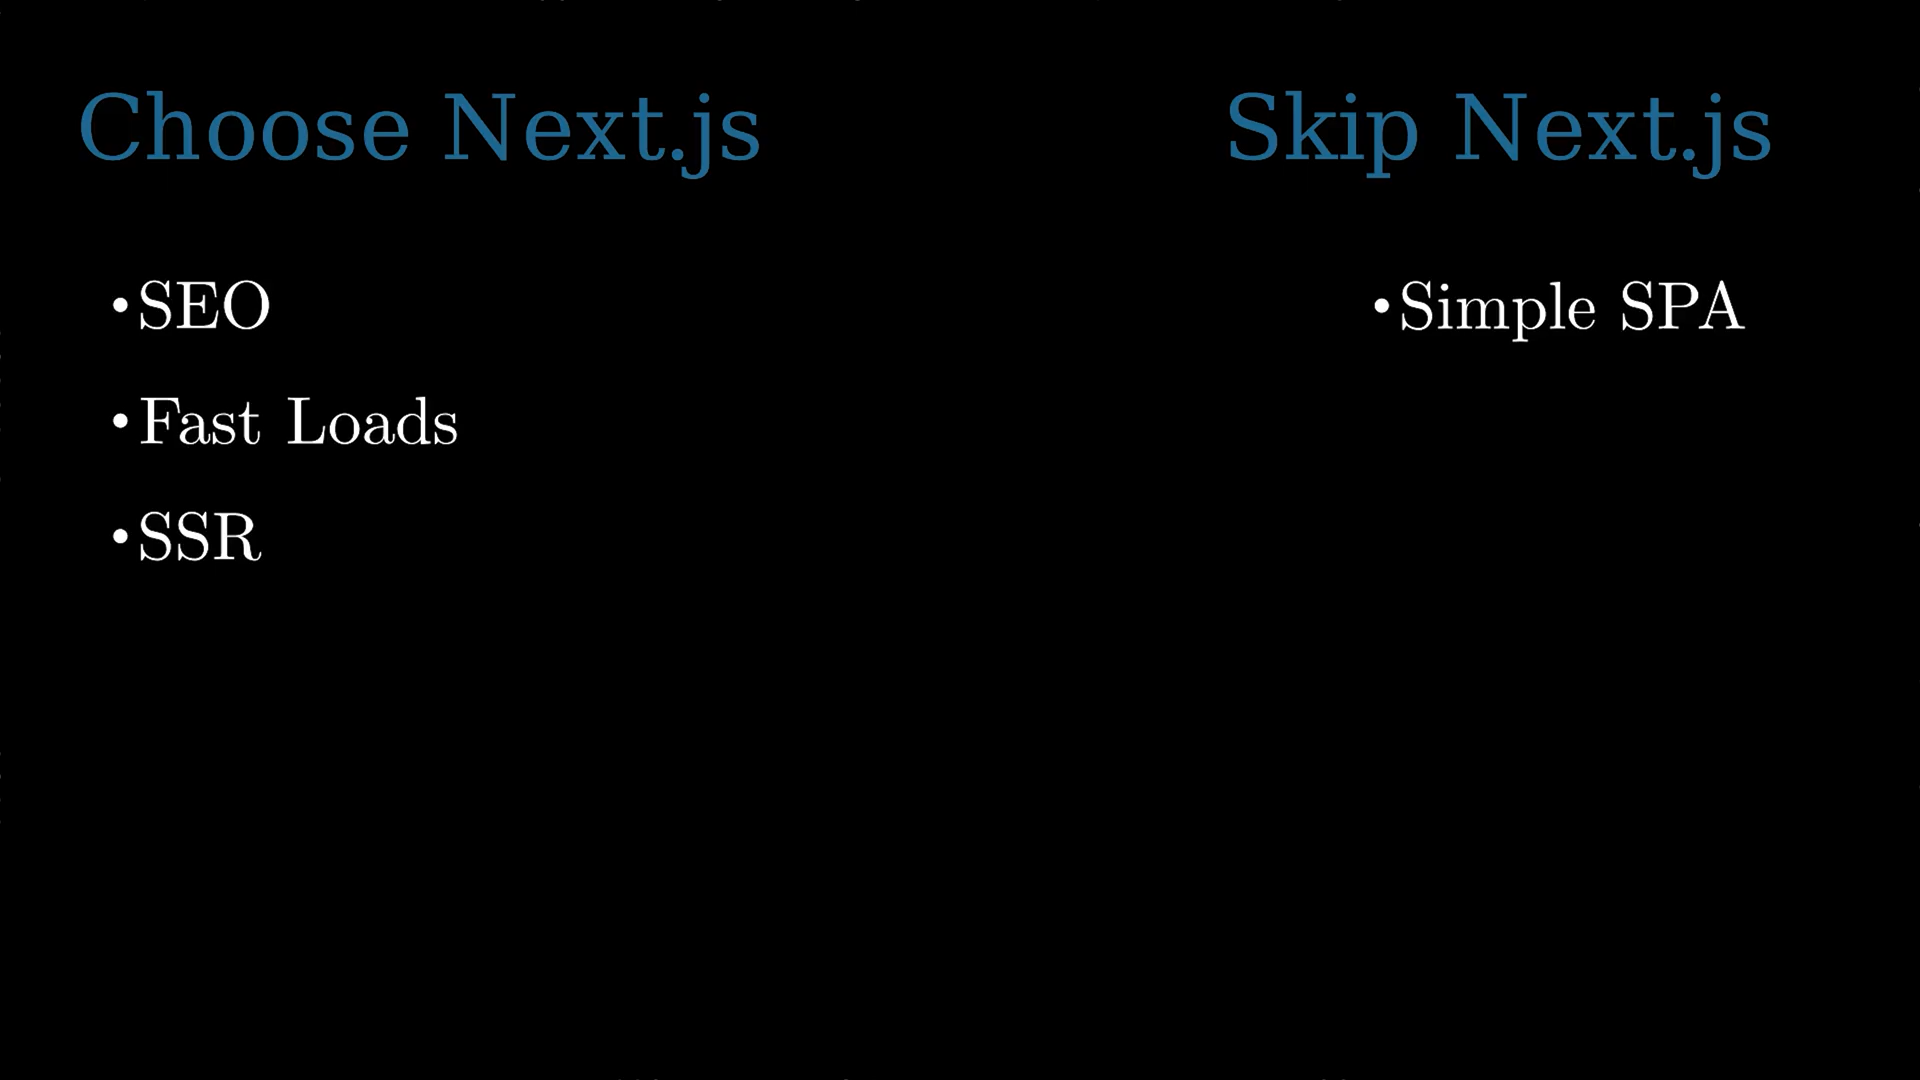 Choose Next.js
•SEO
•Fast Loads
•SSR
Skip Next.js
•Simple SPA